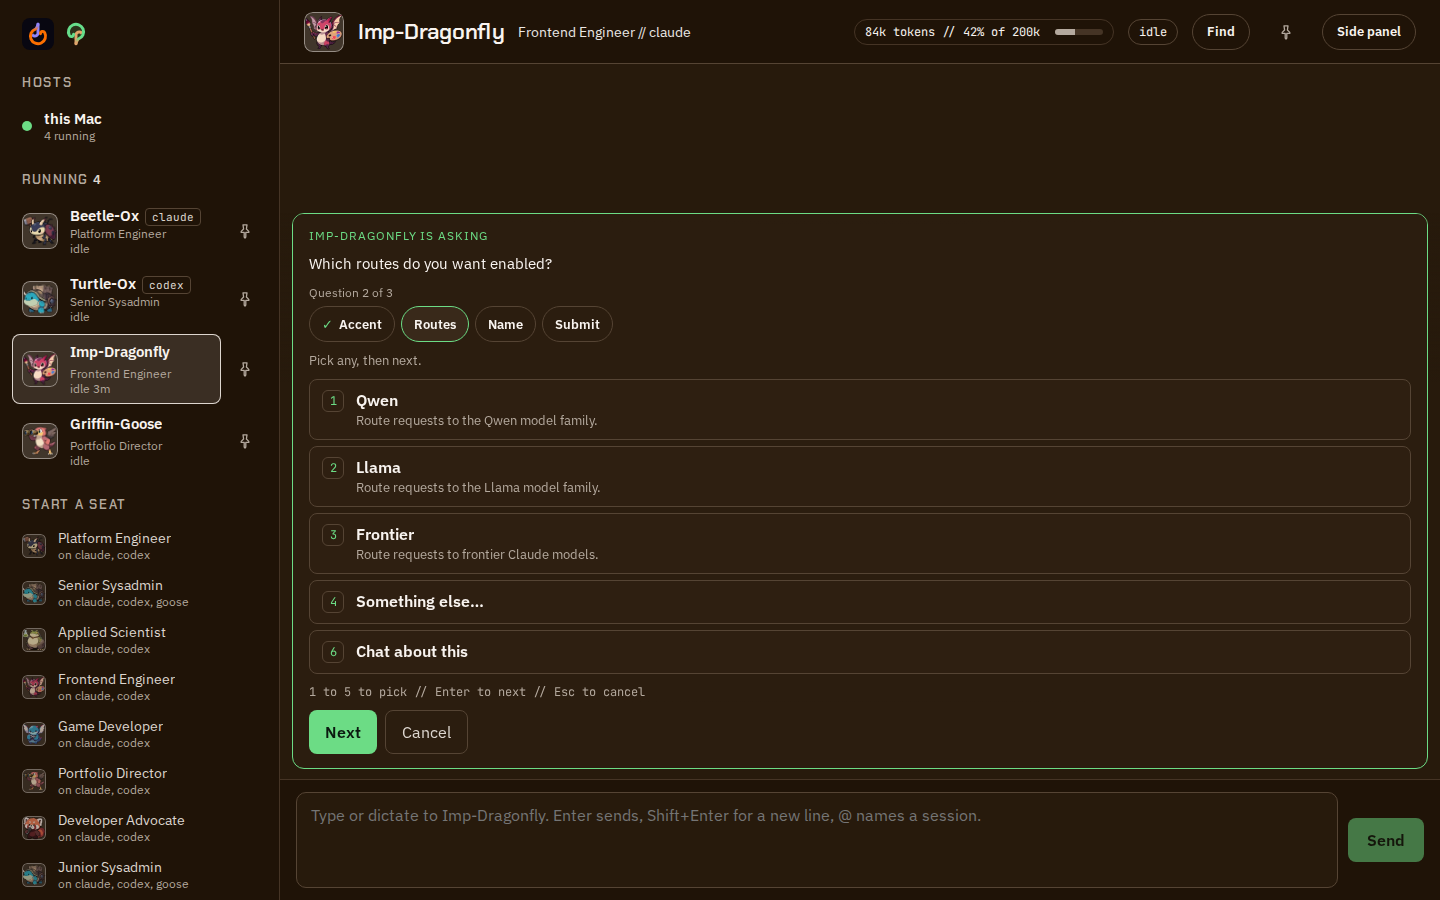 HOSTS
this Mac
4 running
RUNNING 4
Beetle-Ox claude
Platform Engineer
idle
Turtle-Ox codex
Senior Sysadmin
idle
Imp-Dragonfly
Frontend Engineer
idle 3m
Griffin-Goose
Portfolio Director
idle
START A SEAT
Platform Engineer
on claude, codex
Senior Sysadmin
on claude, codex, goose
Applied Scientist
on claude, codex
Frontend Engineer
on claude, codex
Game Developer
on claude, codex
Portfolio Director
on claude, codex
Developer Advocate
on claude, codex
Junior Sysadmin
on claude, codex, goose
Imp-Dragonfly Frontend Engineer // claude 84k tokens // 42% of 200k idle Find Side panel
IMP-DRAGONFLY IS ASKING
Which routes do you want enabled?
Question 2 of 3
✓ Accent Routes Name Submit
Pick any, then next.
1 Qwen
Route requests to the Qwen model family.
2 Llama
Route requests to the Llama model family.
3 Frontier
Route requests to frontier Claude models.
4 Something else...
6 Chat about this
1 to 5 to pick // Enter to next // Esc to cancel
Next Cancel
Type or dictate to Imp-Dragonfly. Enter sends, Shift+Enter for a new line, @ names a session.
Send